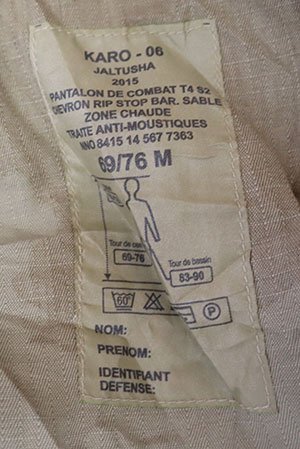 KARO - 06
JALTUSHA
2015
PANTALON DE COMBAT T4 S2
CHEVRON RIP STOP BAR. SABLE
ZONE CHAUDE
TRAITE ANTI-MOUSTIQUES
NNO 8415 14 567 7363
69/76 M
Tour de
69-76
Tour de bassin
83-90
60°
P
NOM:
PRENOM:
IDENTIFIANT
DEFENSE: